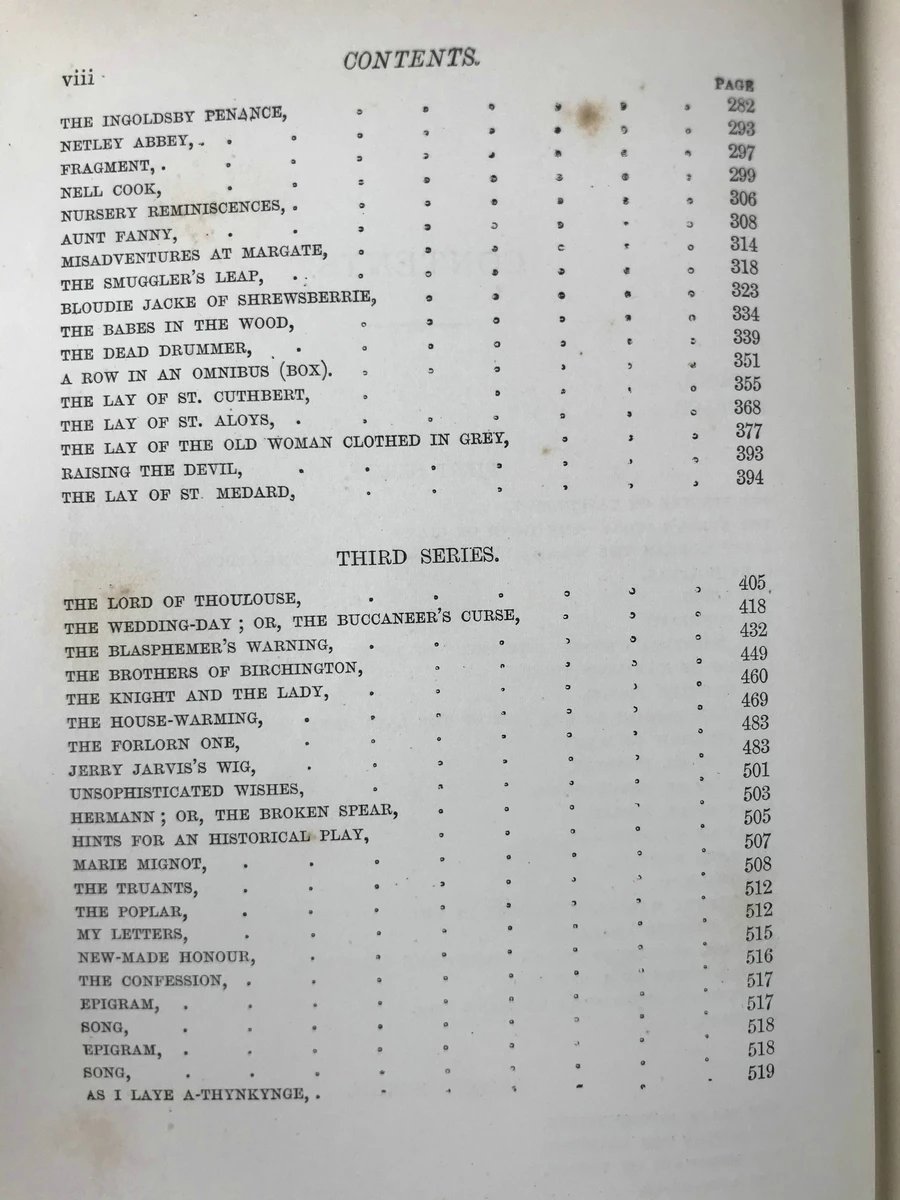 viii
CONTENTS.
PAGE
THE INGOLDSBY PENANCE, 282
NETLEY ABBEY, 293
FRAGMENT, 297
NELL COOK, 299
NURSERY REMINISCENCES, 306
AUNT FANNY, 308
MISADVENTURES AT MARGATE, 314
THE SMUGGLER'S LEAP, 318
BLOUDIE JACKE OF SHREWSBERRIE, 323
THE BABES IN THE WOOD, 334
THE DEAD DRUMMER, 339
A ROW IN AN OMNIBUS (BOX). 351
THE LAY OF ST. CUTHBERT, 355
THE LAY OF ST. ALOYS, 368
THE LAY OF THE OLD WOMAN CLOTHED IN GREY, 377
RAISING THE DEVIL, 393
THE LAY OF ST. MEDARD, 394
THIRD SERIES.
THE LORD OF THOULOUSE, 405
THE WEDDING-DAY; OR, THE BUCCANEER'S CURSE, 418
THE BLASPHEMER'S WARNING, 432
THE BROTHERS OF BIRCHINGTON, 449
THE KNIGHT AND THE LADY, 460
THE HOUSE-WARMING, 469
THE FORLORN ONE, 483
JERRY JARVIS'S WIG, 483
UNSOPHISTICATED WISHES, 501
HERMANN; OR, THE BROKEN SPEAR, 503
HINTS FOR AN HISTORICAL PLAY, 505
MARIE MIGNOT, 507
THE TRUANTS, 508
THE POPLAR, 512
MY LETTERS, 512
NEW-MADE HONOUR, 515
THE CONFESSION, 516
EPIGRAM, 517
SONG, 517
EPIGRAM, 518
SONG, 518
AS I LAYE A-THYNKYNGE, 519